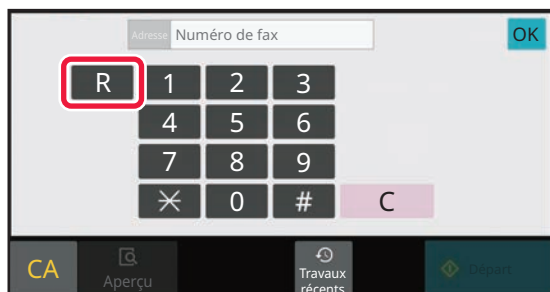 Adresse Numéro de fax OK
R 1 2 3
4 5 6
7 8 9
* 0 # C
CA Aperçu Travaux Départ
récents